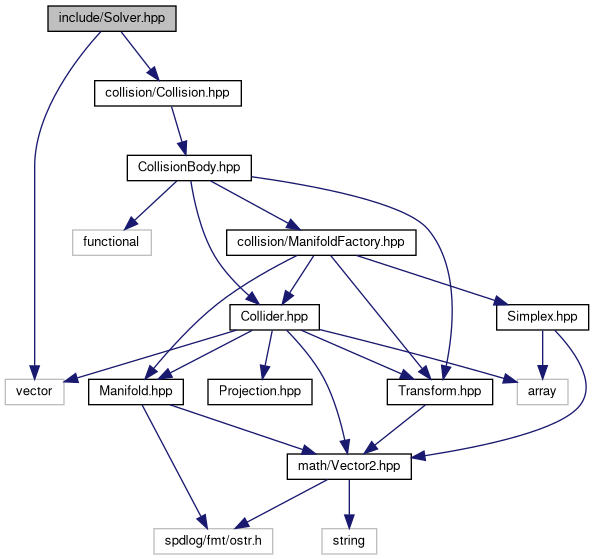 include/Solver.hpp
collision/Collision.hpp
CollisionBody.hpp
functional
collision/ManifoldFactory.hpp
Collider.hpp
Simplex.hpp
vector
Manifold.hpp
Projection.hpp
Transform.hpp
array
math/Vector2.hpp
spdlog/fmt/ostr.h
string